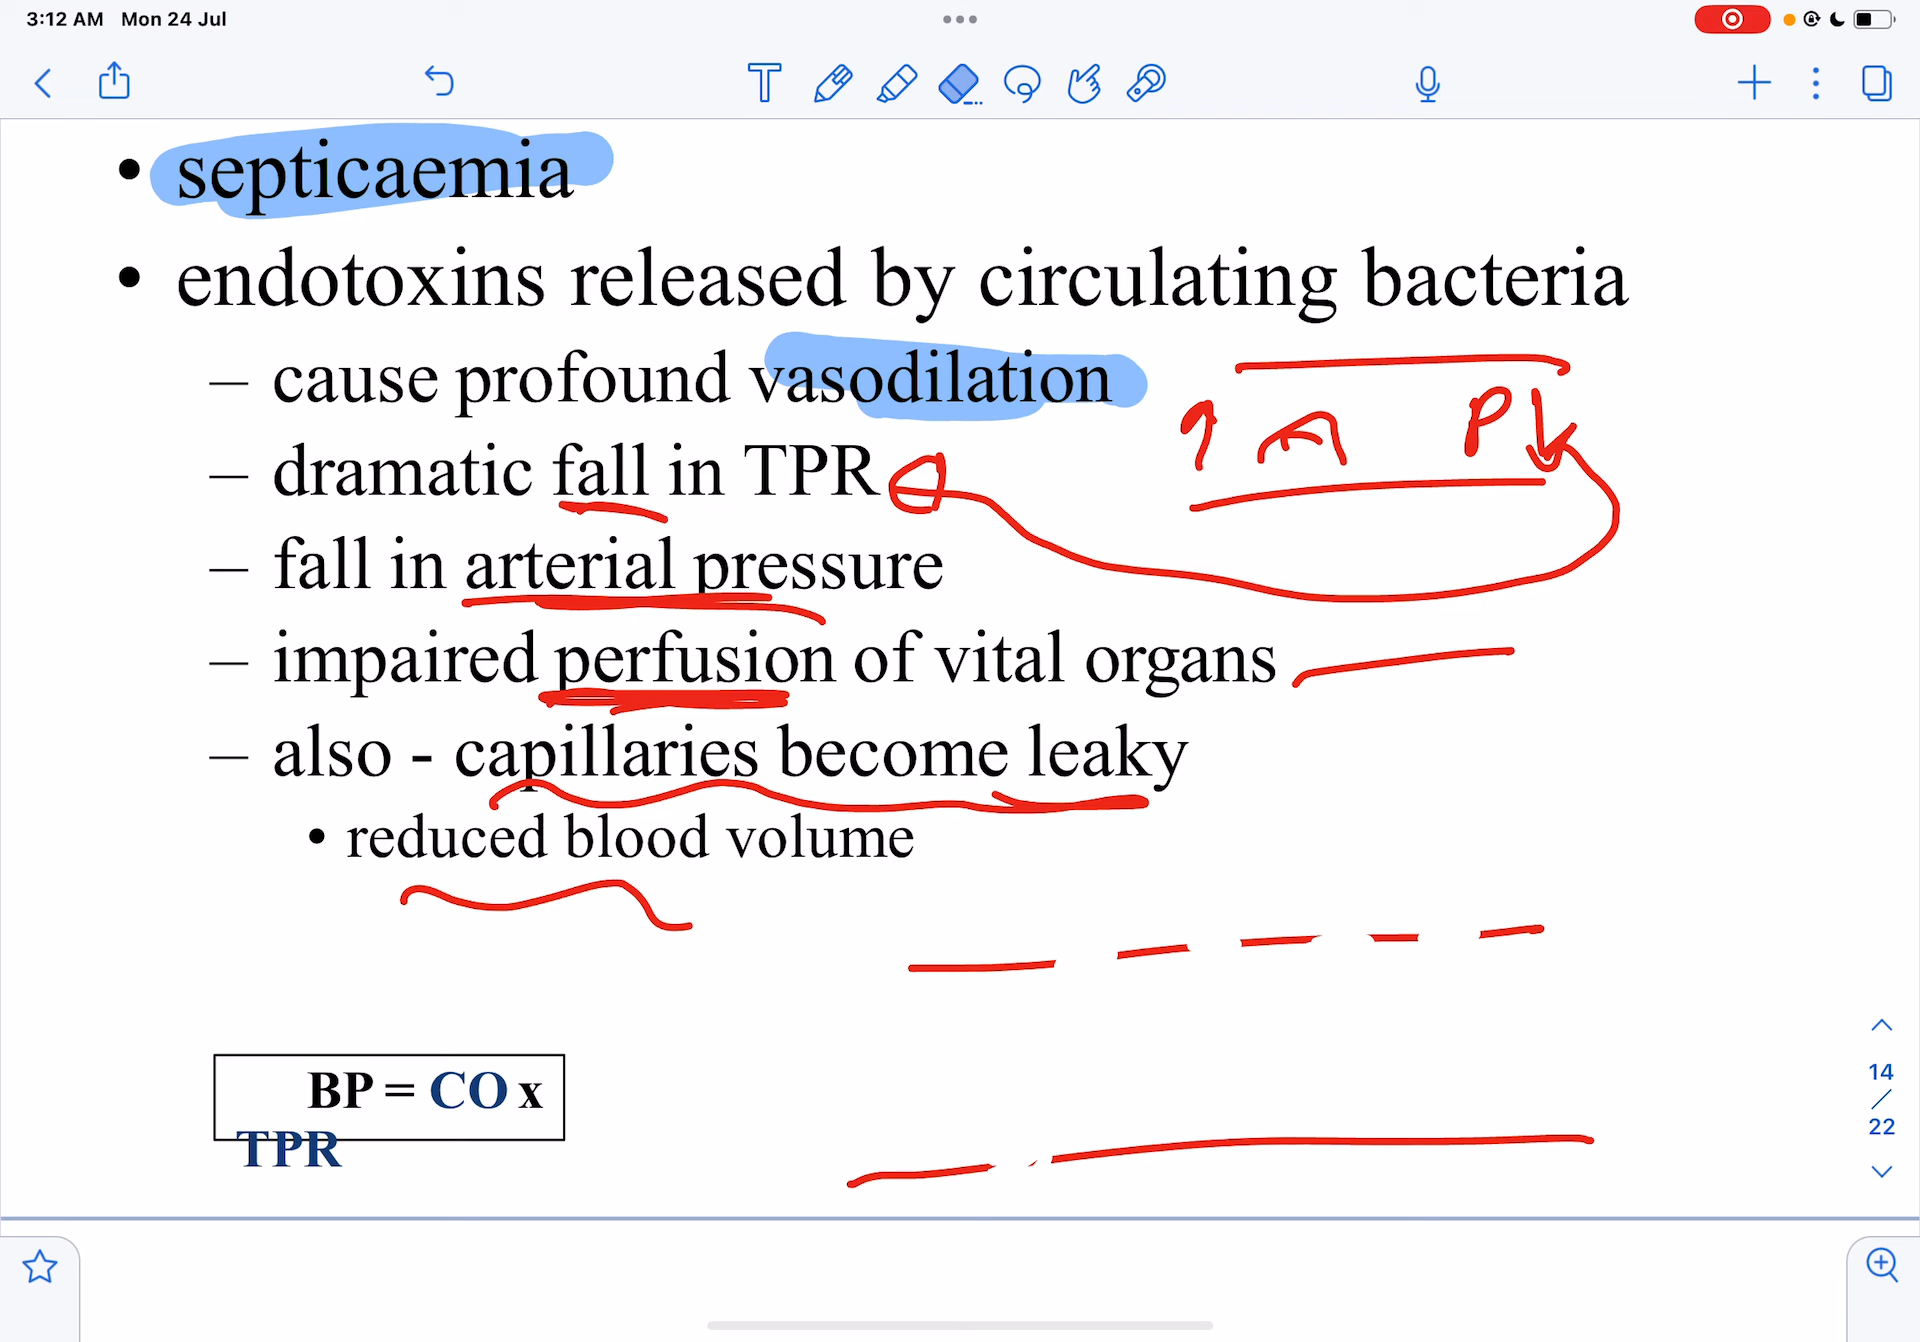 3:12 AM Mon 24 Jul
• septicaemia
• endotoxins released by circulating bacteria
– cause profound vasodilation
– dramatic fall in TPR
– fall in arterial pressure
– impaired perfusion of vital organs
– also - capillaries become leaky
• reduced blood volume
BP = CO x
TPR
14
/
22